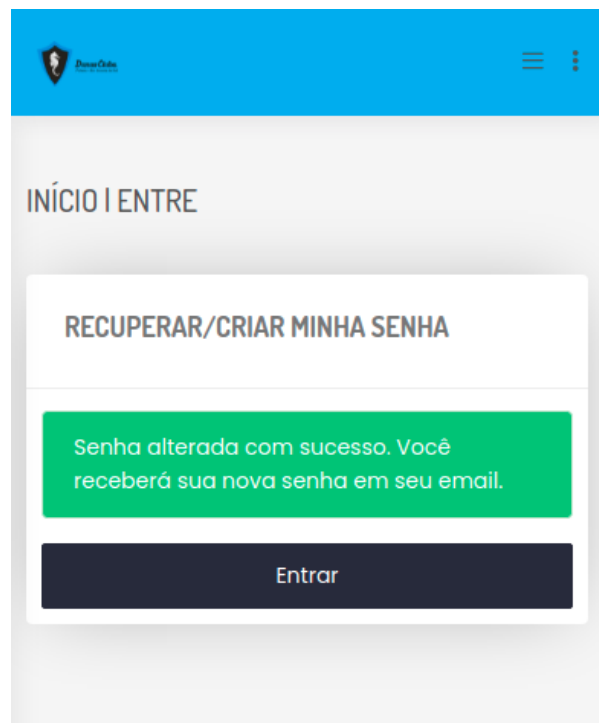 INÍCIO | ENTRE
RECUPERAR/CRIAR MINHA SENHA
Senha alterada com sucesso. Você
receberá sua nova senha em seu email.
Entrar